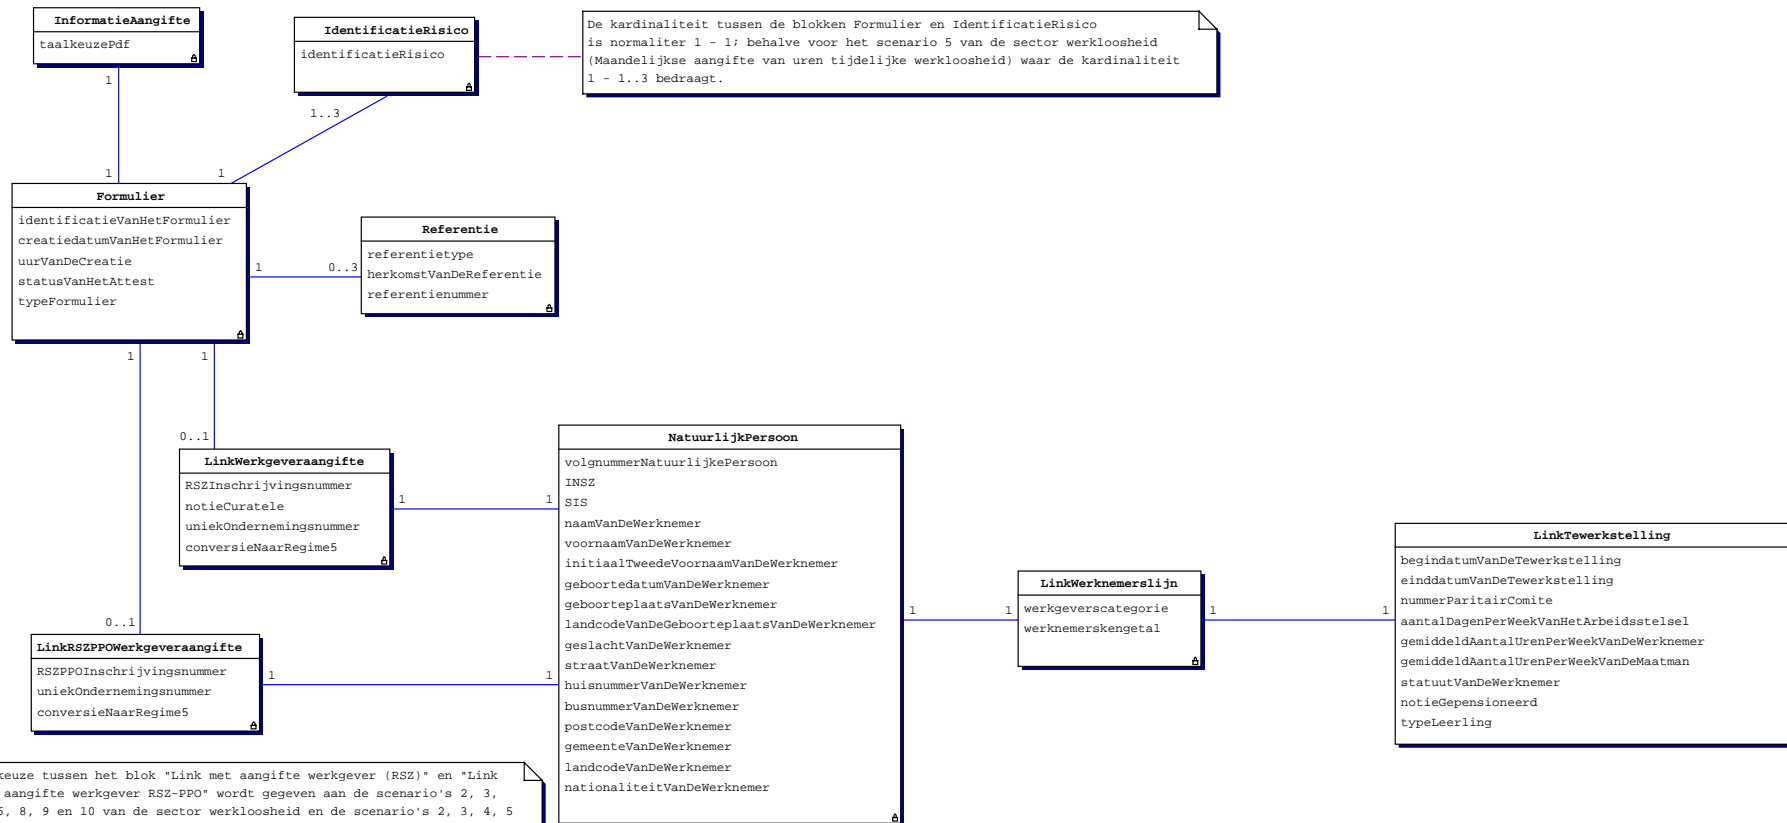 InformatieAangifte
taalkeuzePdf
IdentificatieRisico
identificatieRisico
De kardinaliteit tussen de blokken Formulier en IdentificatieRisico
is normaliter 1 - 1; behalve voor het scenario 5 van de sector werkloosheid
(Maandelijkse aangifte van uren tijdelijke werkloosheid) waar de kardinaliteit
1 - 1..3 bedraagt.
1
1..3
1
1
Formulier
identificatieVanHetFormulier
creatiedatumVanHetFormulier
uurVanDeCreatie
statusVanHetAttest
typeFormulier
1
0..3
Referentie
referentietype
herkomstVanDeReferentie
referentienummer
1
1
0..1
LinkWerkgeveraangifte
RSZInschrijvingsnummer
notieCuratele
uniekOndernemingsnummer
conversieNaarRegime5
1
1
0..1
LinkRSZPPOWerkgeveraangifte
RSZPPOInschrijvingsnummer
uniekOndernemingsnummer
conversieNaarRegime5
1
1
NatuurlijkPersoon
volgnummerNatuurlijkePersoon
INSZ
SIS
naamVanDeWerknemer
voornaamVanDeWerknemer
initiaalTweedeVoornaamVanDeWerknemer
geboortedatumVanDeWerknemer
geboorteplaatsVanDeWerknemer
landcodeVanDeGeboorteplaatsVanDeWerknemer
geslachtVanDeWerknemer
straatVanDeWerknemer
huisnummerVanDeWerknemer
busnummerVanDeWerknemer
postcodeVanDeWerknemer
gemeenteVanDeWerknemer
landcodeVanDeWerknemer
nationaliteitVanDeWerknemer
1
1
LinkWerknemerslijn
werkgeverscategorie
werknemerskengetal
1
1
LinkTewerkstelling
begindatumVanDeTewerkstelling
einddatumVanDeTewerkstelling
nummerParitairComite
aantalDagenPerWeekVanHetArbeidsstelsel
gemiddeldAantalUrenPerWeekVanDeWerknemer
gemiddeldAantalUrenPerWeekVanDeMaatman
statuutVanDeWerknemer
notieGepensioneerd
typeLeerling
keuze tussen het blok "Link met aangifte werkgever (RSZ)" en "Link
aangifte werkgever RSZ-PPO" wordt gegeven aan de scenario's 2, 3,
8, 9 en 10 van de sector werkloosheid en de scenario's 2, 3, 4, 5